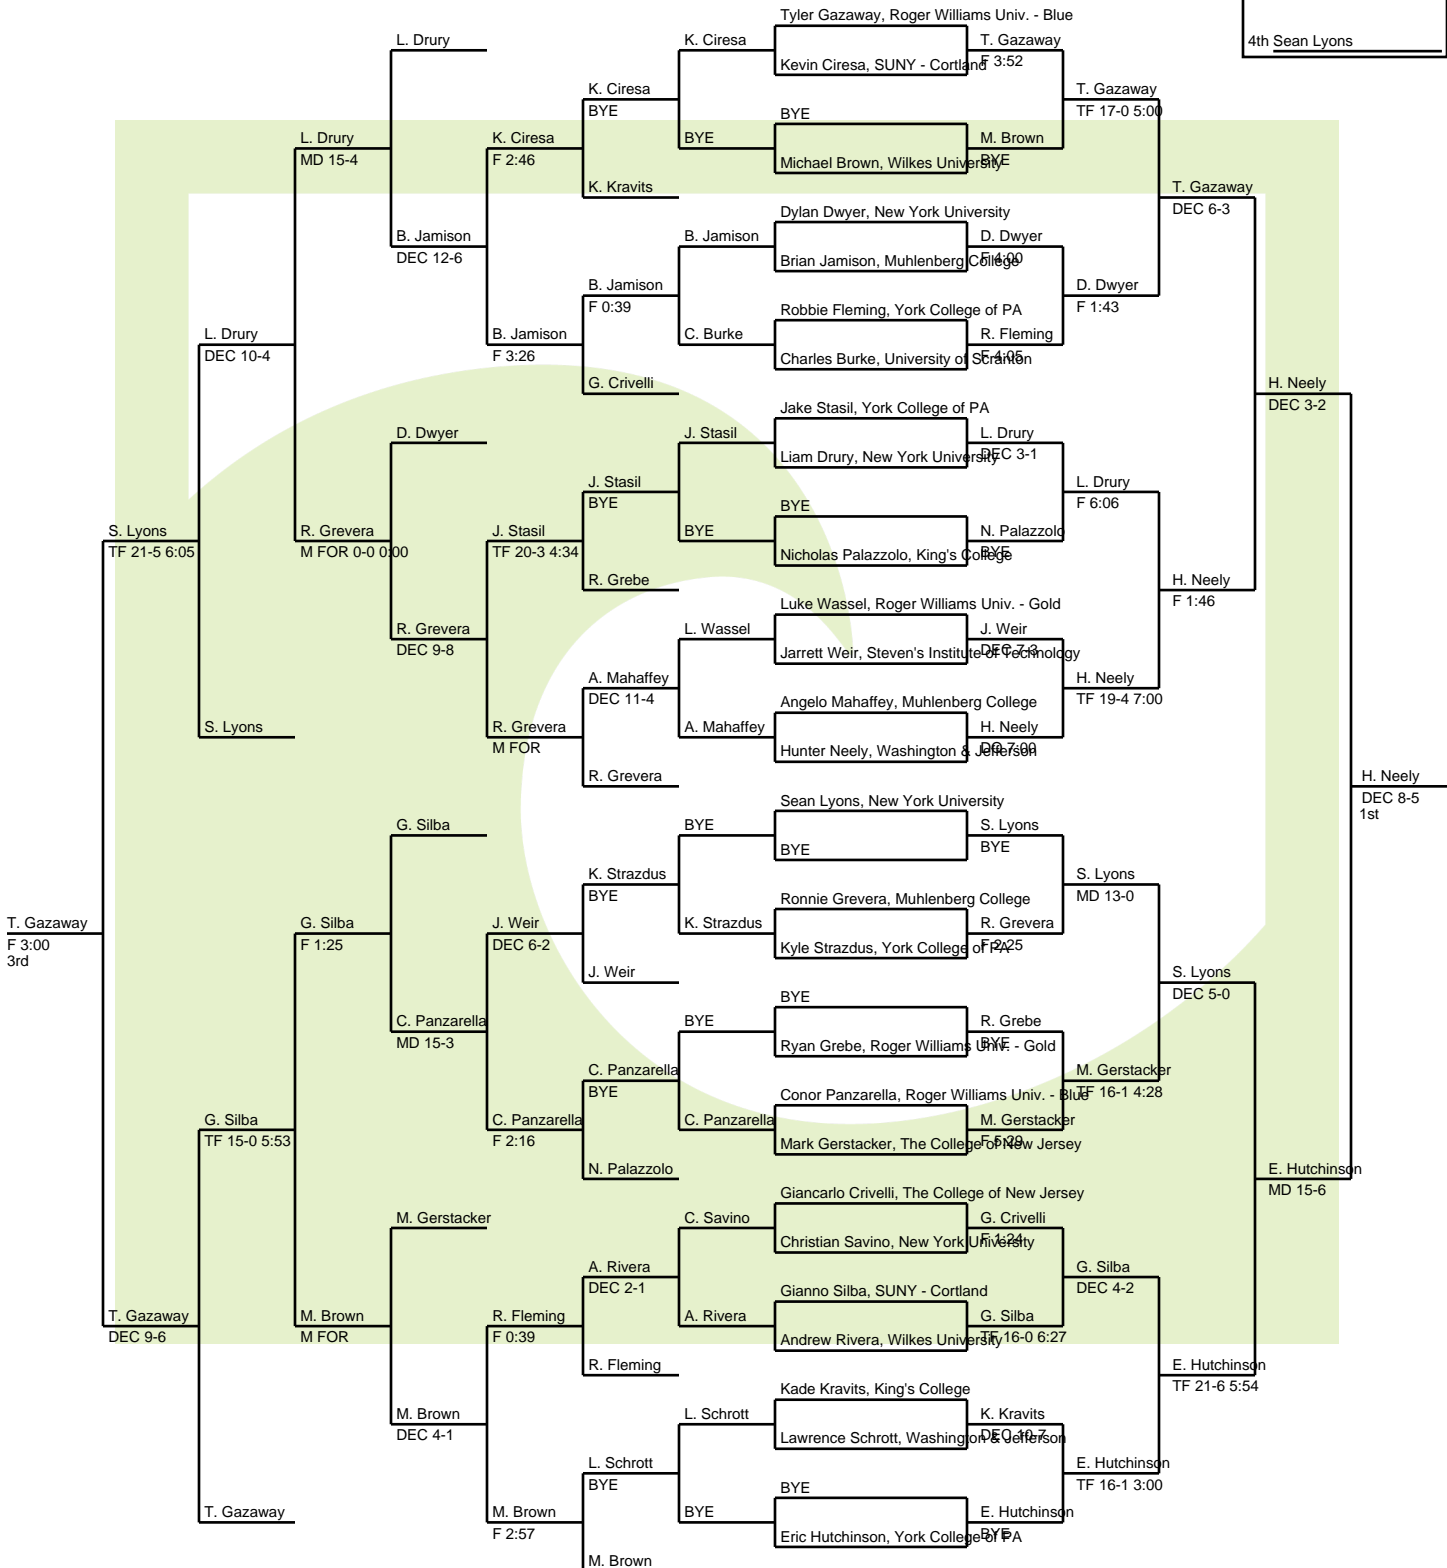 Tyler Gazaway, Roger Williams Univ. - Blue
L. Drury
K. Ciresa
T. Gazaway
4th Sean Lyons
F 3:52
Kevin Ciresa, SUNY - Cortland
K. Ciresa
T. Gazaway
BYE
TF 17-0 5:00
BYE
L. Drury
K. Ciresa
BYE
M. Brown
MD 15-4
F 2:46
BYE
Michael Brown, Wilkes University
K. Kravits
T. Gazaway
DEC 6-3
Dylan Dwyer, New York University
B. Jamison
B. Jamison
D. Dwyer
DEC 12-6
F 4:00
Brian Jamison, Muhlenberg College
B. Jamison
D. Dwyer
F 0:39
F 1:43
Robbie Fleming, York College of PA
L. Drury
B. Jamison
C. Burke
R. Fleming
DEC 10-4
F 3:26
F 4:05
Charles Burke, University of Scranton
G. Crivelli
H. Neely
DEC 3-2
Jake Stasil, York College of PA
D. Dwyer
J. Stasil
L. Drury
DEC 3-1
Liam Drury, New York University
J. Stasil
L. Drury
BYE
F 6:06
BYE
S. Lyons
R. Grevera
J. Stasil
BYE
N. Palazzolo
TF 21-5 6:05
M FOR 0-0 0:00
TF 20-3 4:34
BYE
Nicholas Palazzolo, King's College
R. Grebe
H. Neely
F 1:46
Luke Wassel, Roger Williams Univ. - Gold
R. Grevera
L. Wassel
J. Weir
DEC 9-8
DEC 7-3
Jarrett Weir, Steven's Institute of Technology
A. Mahaffey
H. Neely
DEC 11-4
TF 19-4 7:00
Angelo Mahaffey, Muhlenberg College
S. Lyons
R. Grevera
A. Mahaffey
H. Neely
M FOR
DQ 7:00
Hunter Neely, Washington & Jefferson
R. Grevera
H. Neely
DEC 8-5
1st
Sean Lyons, New York University
G. Silba
BYE
S. Lyons
BYE
BYE
K. Strazdus
S. Lyons
BYE
MD 13-0
Ronnie Grevera, Muhlenberg College
T. Gazaway
G. Silba
J. Weir
K. Strazdus
R. Grevera
F 3:00
F 1:25
DEC 6-2
F 2:25
Kyle Strazdus, York College of PA
3rd
J. Weir
S. Lyons
DEC 5-0
BYE
C. Panzarella
BYE
R. Grebe
MD 15-3
BYE
Ryan Grebe, Roger Williams Univ. - Gold
C. Panzarella
M. Gerstacker
BYE
TF 16-1 4:28
Conor Panzarella, Roger Williams Univ. - Blue
G. Silba
C. Panzarella
C. Panzarella
M. Gerstacker
TF 15-0 5:53
F 2:16
F 5:29
Mark Gerstacker, The College of New Jersey
N. Palazzolo
E. Hutchinson
MD 15-6
Giancarlo Crivelli, The College of New Jersey
M. Gerstacker
C. Savino
G. Crivelli
F 1:24
Christian Savino, New York University
A. Rivera
G. Silba
DEC 2-1
DEC 4-2
Gianno Silba, SUNY - Cortland
T. Gazaway
M. Brown
R. Fleming
A. Rivera
G. Silba
DEC 9-6
M FOR
F 0:39
TF 16-0 6:27
Andrew Rivera, Wilkes University
R. Fleming
E. Hutchinson
TF 21-6 5:54
Kade Kravits, King's College
M. Brown
L. Schrott
K. Kravits
DEC 4-1
DEC 10-7
Lawrence Schrott, Washington & Jefferson
L. Schrott
E. Hutchinson
BYE
TF 16-1 3:00
BYE
T. Gazaway
M. Brown
BYE
E. Hutchinson
F 2:57
BYE
Eric Hutchinson, York College of PA
M. Brown